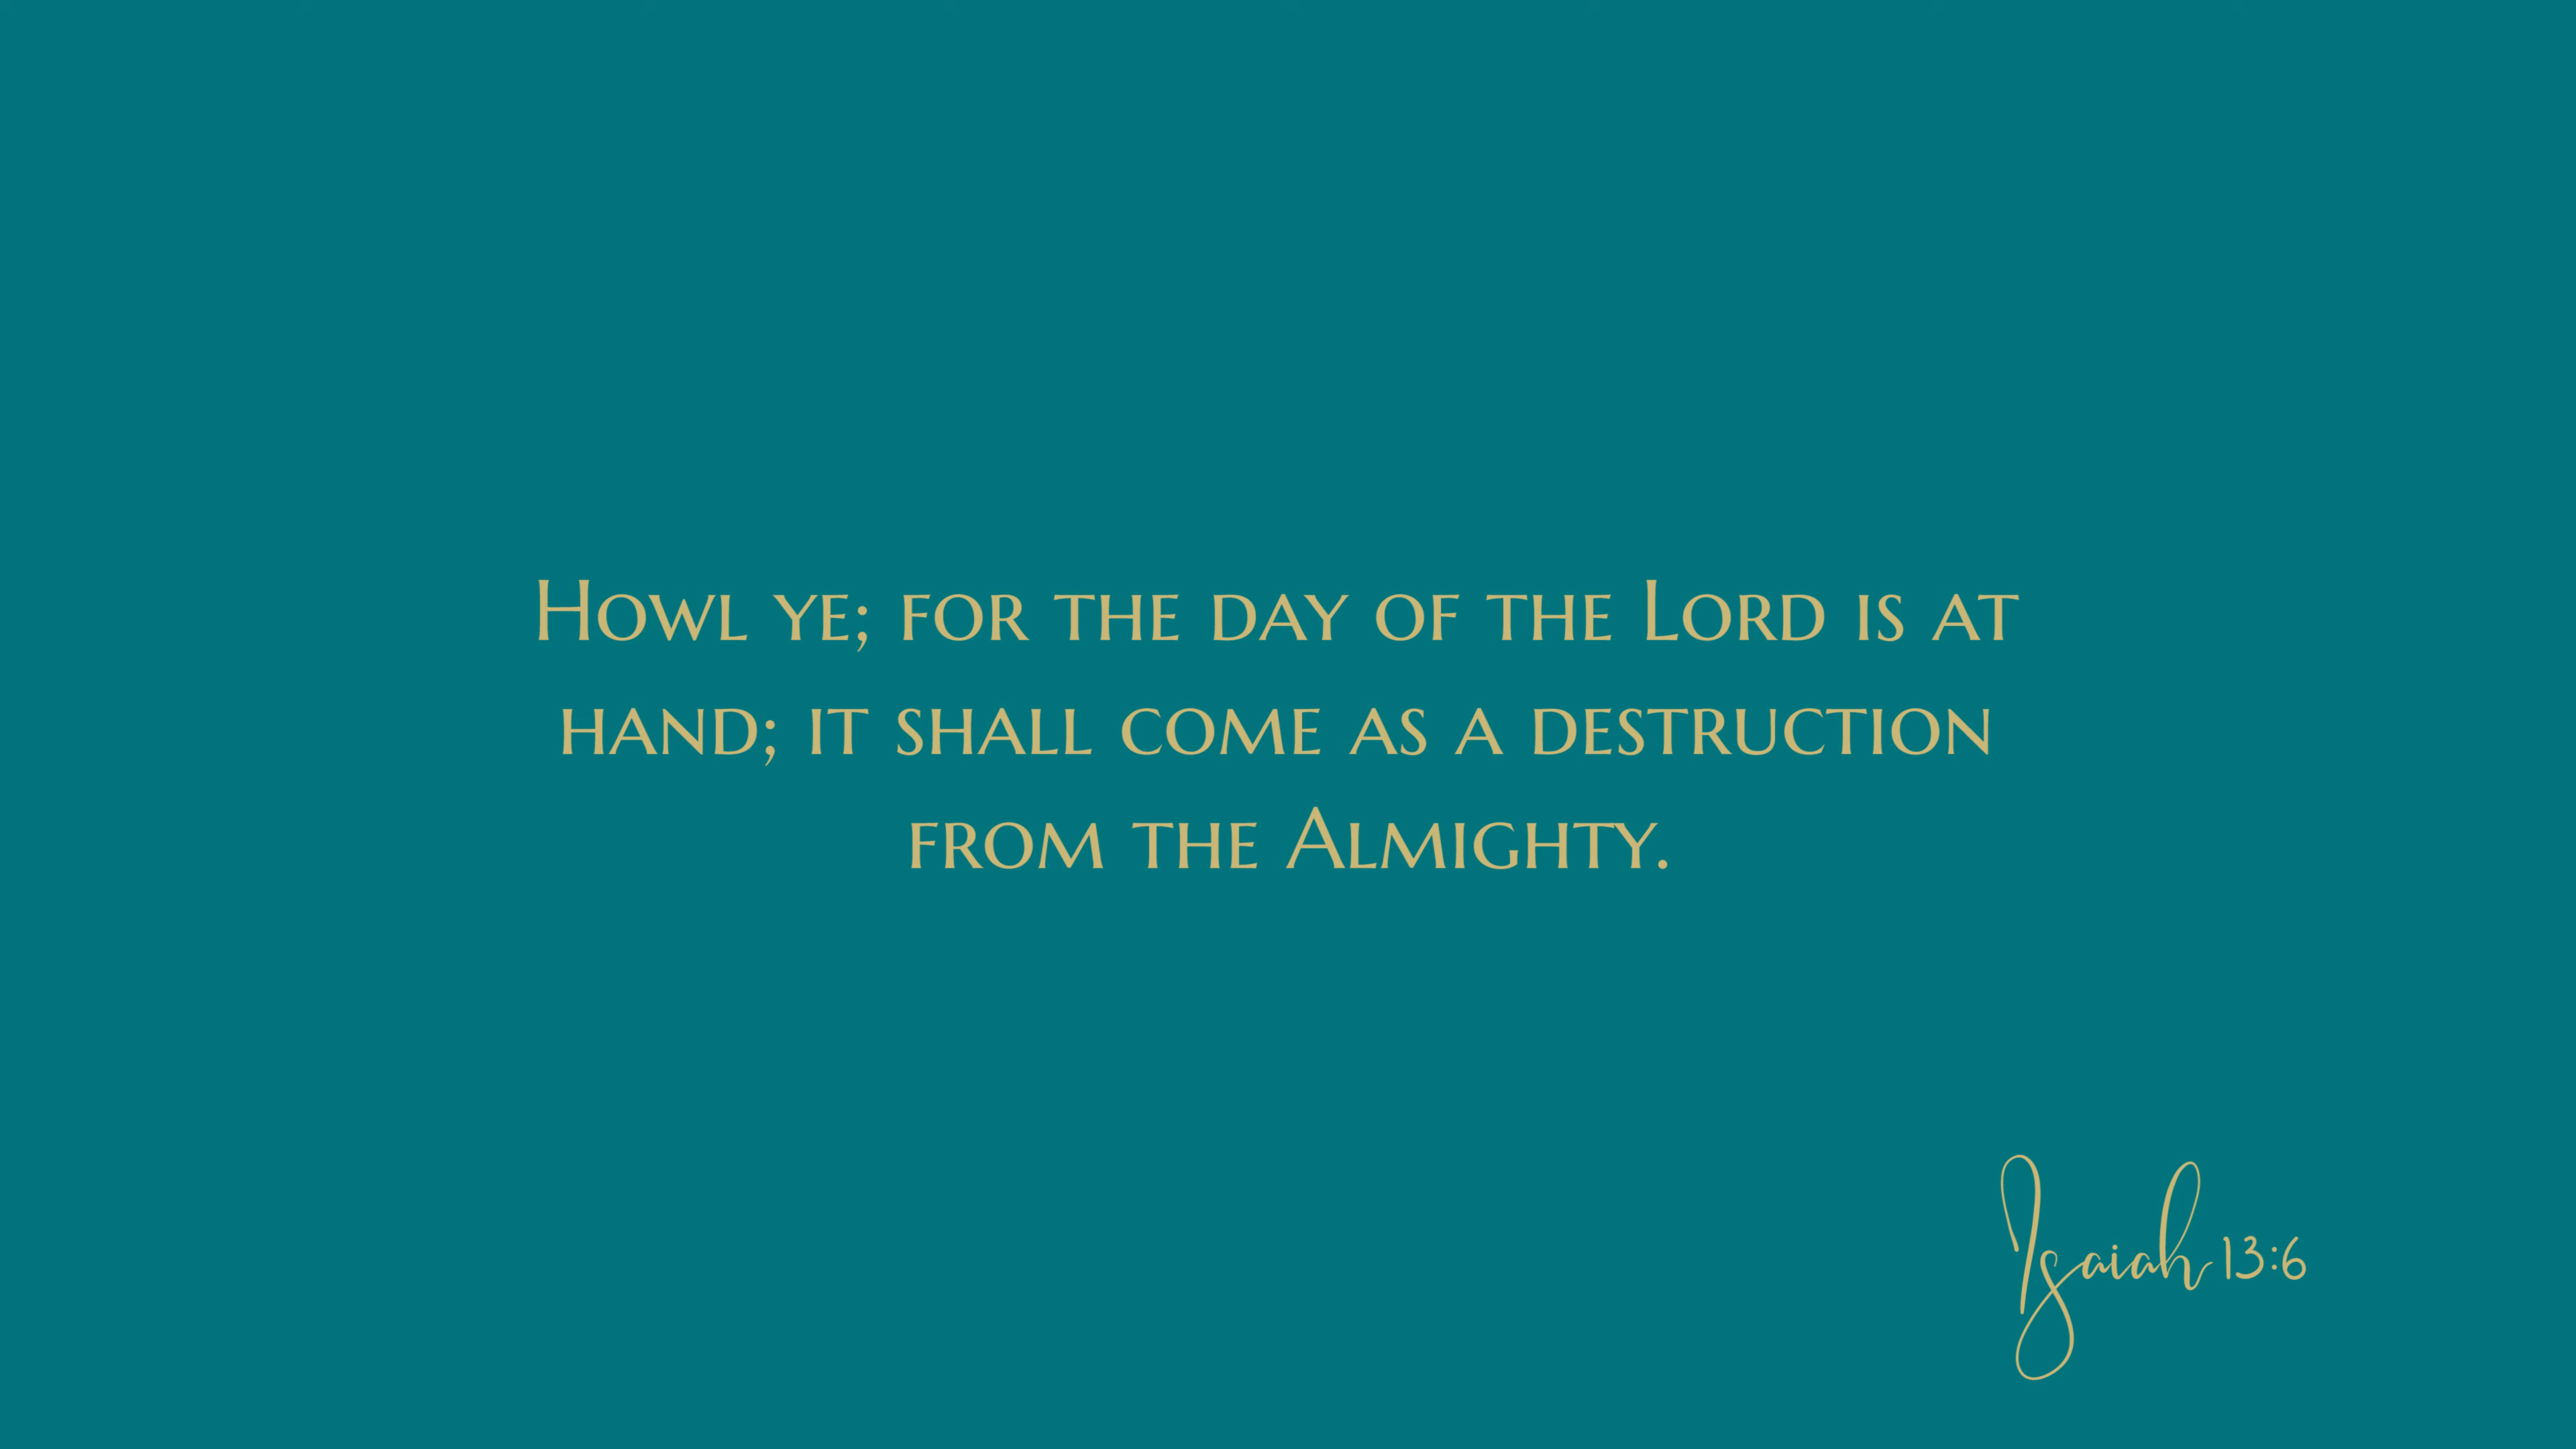 Howl ye; for the day of the Lord is at
hand; it shall come as a destruction
from the Almighty.
Isaiah 13:6